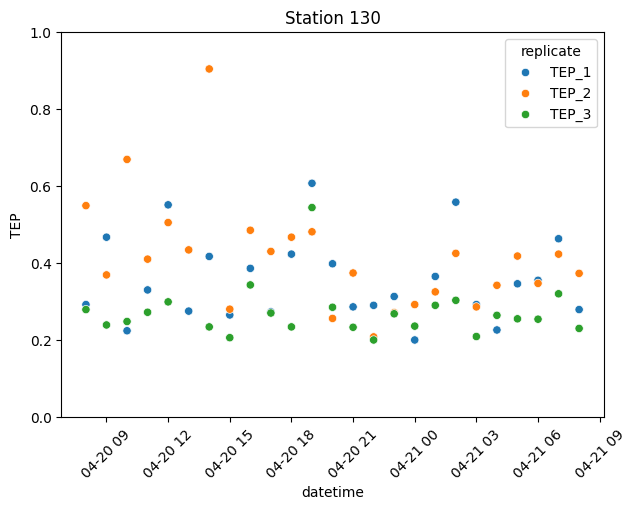 Station 130
replicate
TEP_1
TEP_2
TEP_3
TEP
1.0
0.8
0.6
0.4
0.2
0.0
04-20 09
04-20 12
04-20 15
04-20 18
04-20 21
04-21 00
04-21 03
04-21 06
04-21 09
datetime